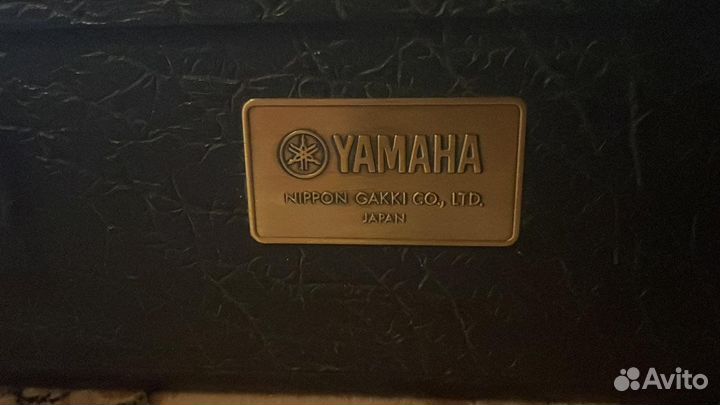 YAMAHA
NIPPON GAKKI CO., LTD.
JAPAN
Avito